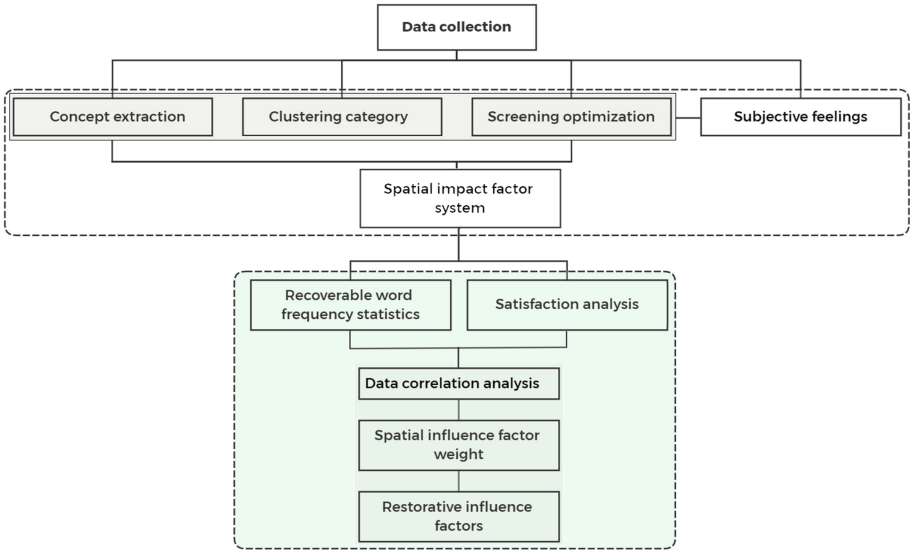 Data collection
Concept extraction
Clustering category
Screening optimization
Subjective feelings
Spatial impact factor
system
Recoverable word
frequency statistics
Satisfaction analysis
Data correlation analysis
Spatial influence factor
weight
Restorative influence
factors